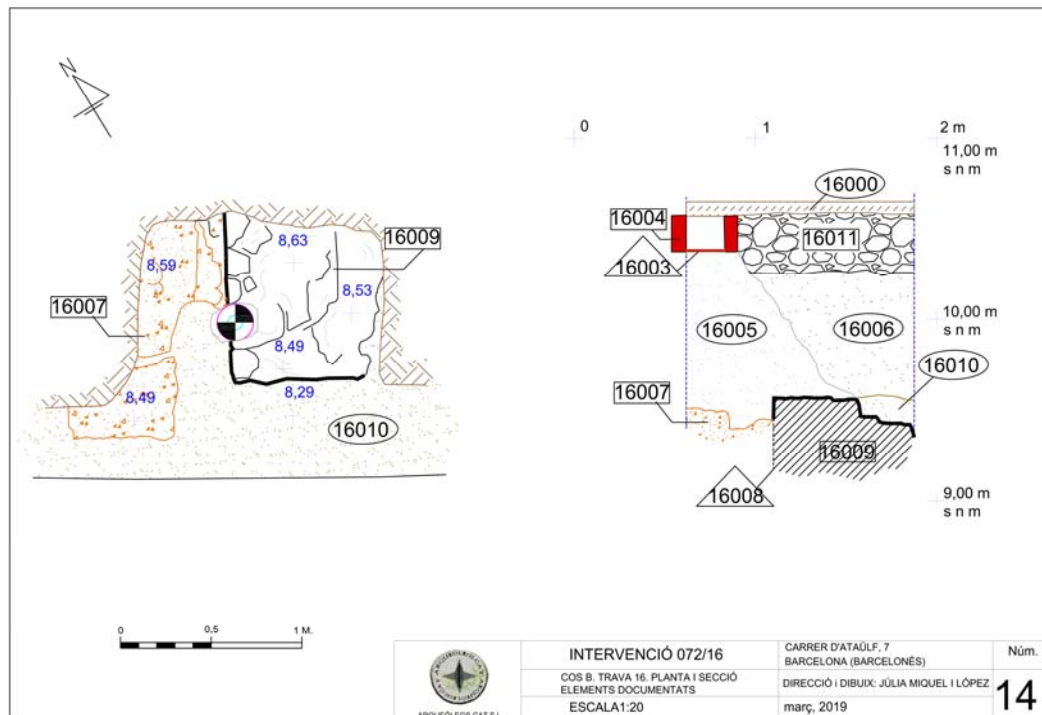 N
8,63
16009
8,59
8,53
16007
8,49
8,49
8,29
16010
0 0,5 1 M.
0 1 2 m
11,00 m
s n m
16000
16004
16011
16003
10,00 m
s n m
16005
16006
16010
16007
16009
16008
9,00 m
s n m
INTERVENCIÓ 072/16
COS B. TRAVA 16. PLANTA I SECCIÓ
ELEMENTS DOCUMENTATS
ESCALA1:20
CARRER D'ATAÜLF, 7
BARCELONA (BARCELONÈS)
DIRECCIÓ i DIBUIX: JÚLIA MIQUEL I LÓPEZ
març, 2019
Núm.
14